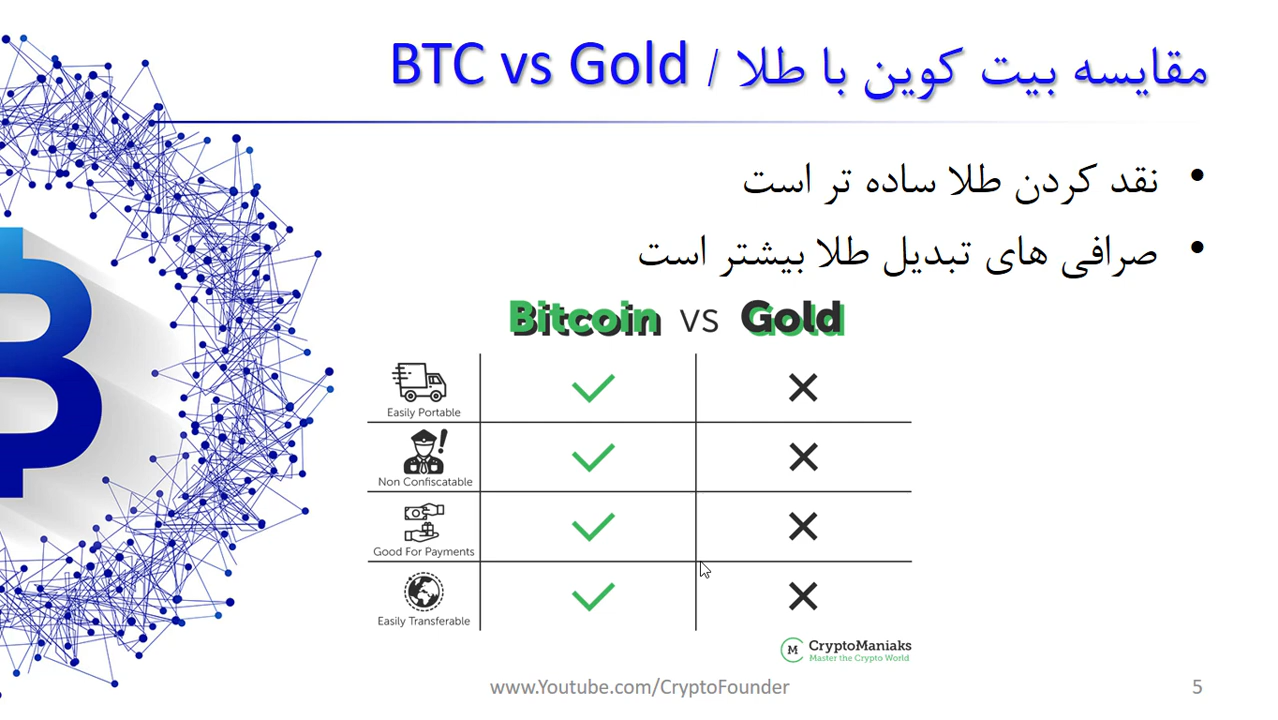 مقایسه بیت کوین با طلا / BTC vs Gold
• نقد کردن طلا ساده تر است
• صرافی های تبدیل طلا بیشتر است
Bitcoin vs Gold
Easily Portable
Non Confiscatable
Good For Payments
Easily Transferable
M CryptoManiaks
Master the Crypto World
www.Youtube.com/CryptoFounder
5